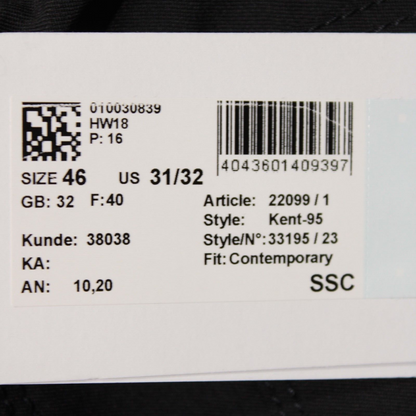 010030839
HW18
P: 16
4043601409397
SIZE 46 US 31/32
GB: 32 F:40
Article: 22099 / 1
Style: Kent-95
Kunde: 38038
Style/N°: 33195 / 23
KA:
Fit: Contemporary
AN: 10,20
SSC